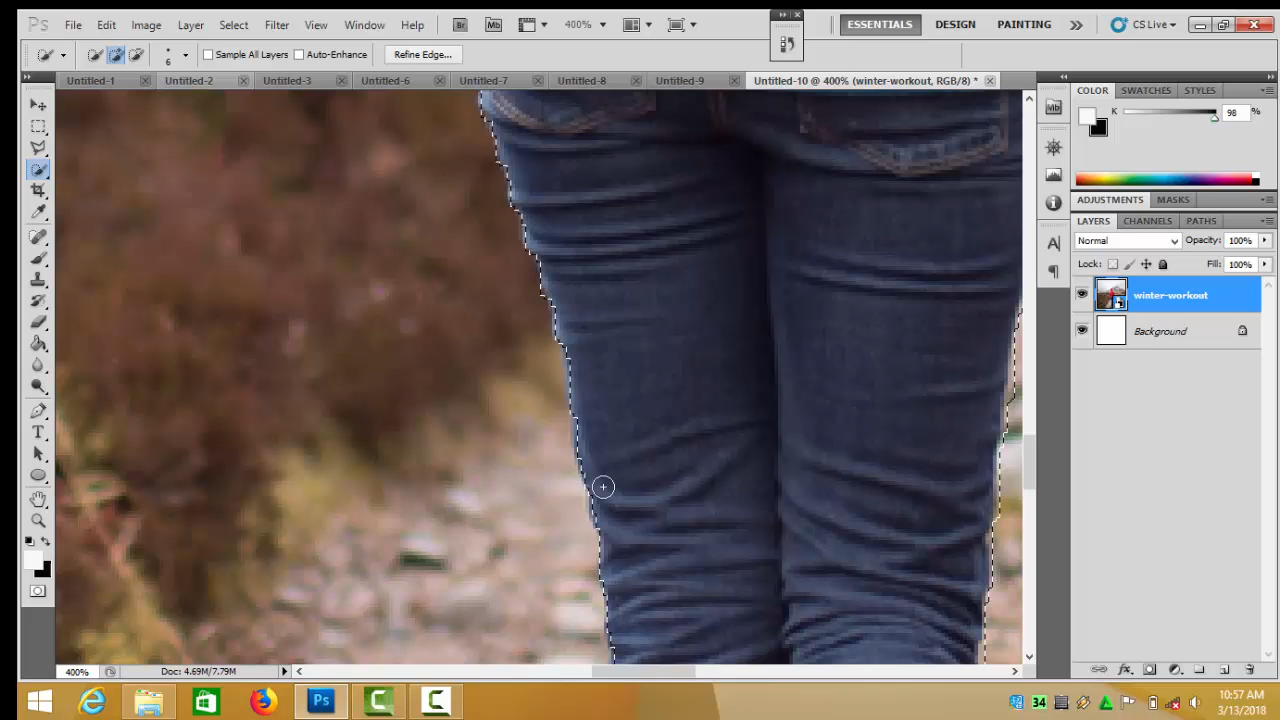 Ps File Edit Image Layer Select Filter View Window Help Br Mb 400% ESSENTIALS DESIGN PAINTING CS Live
6 Sample All Layers Auto-Enhance Refine Edge...
Untitled-1 Untitled-2 Untitled-3 Untitled-6 Untitled-7 Untitled-8 Untitled-9 Untitled-10 @ 400% (winter-workout, RGB/8) *
COLOR SWATCHES STYLES
Mb
K 98 %
ADJUSTMENTS MASKS
LAYERS CHANNELS PATHS
Normal Opacity: 100%
Lock: Fill: 100%
winter-workout
Background
400% Doc: 4.69M/7.79M
Ps 34 10:57 AM
3/13/2018